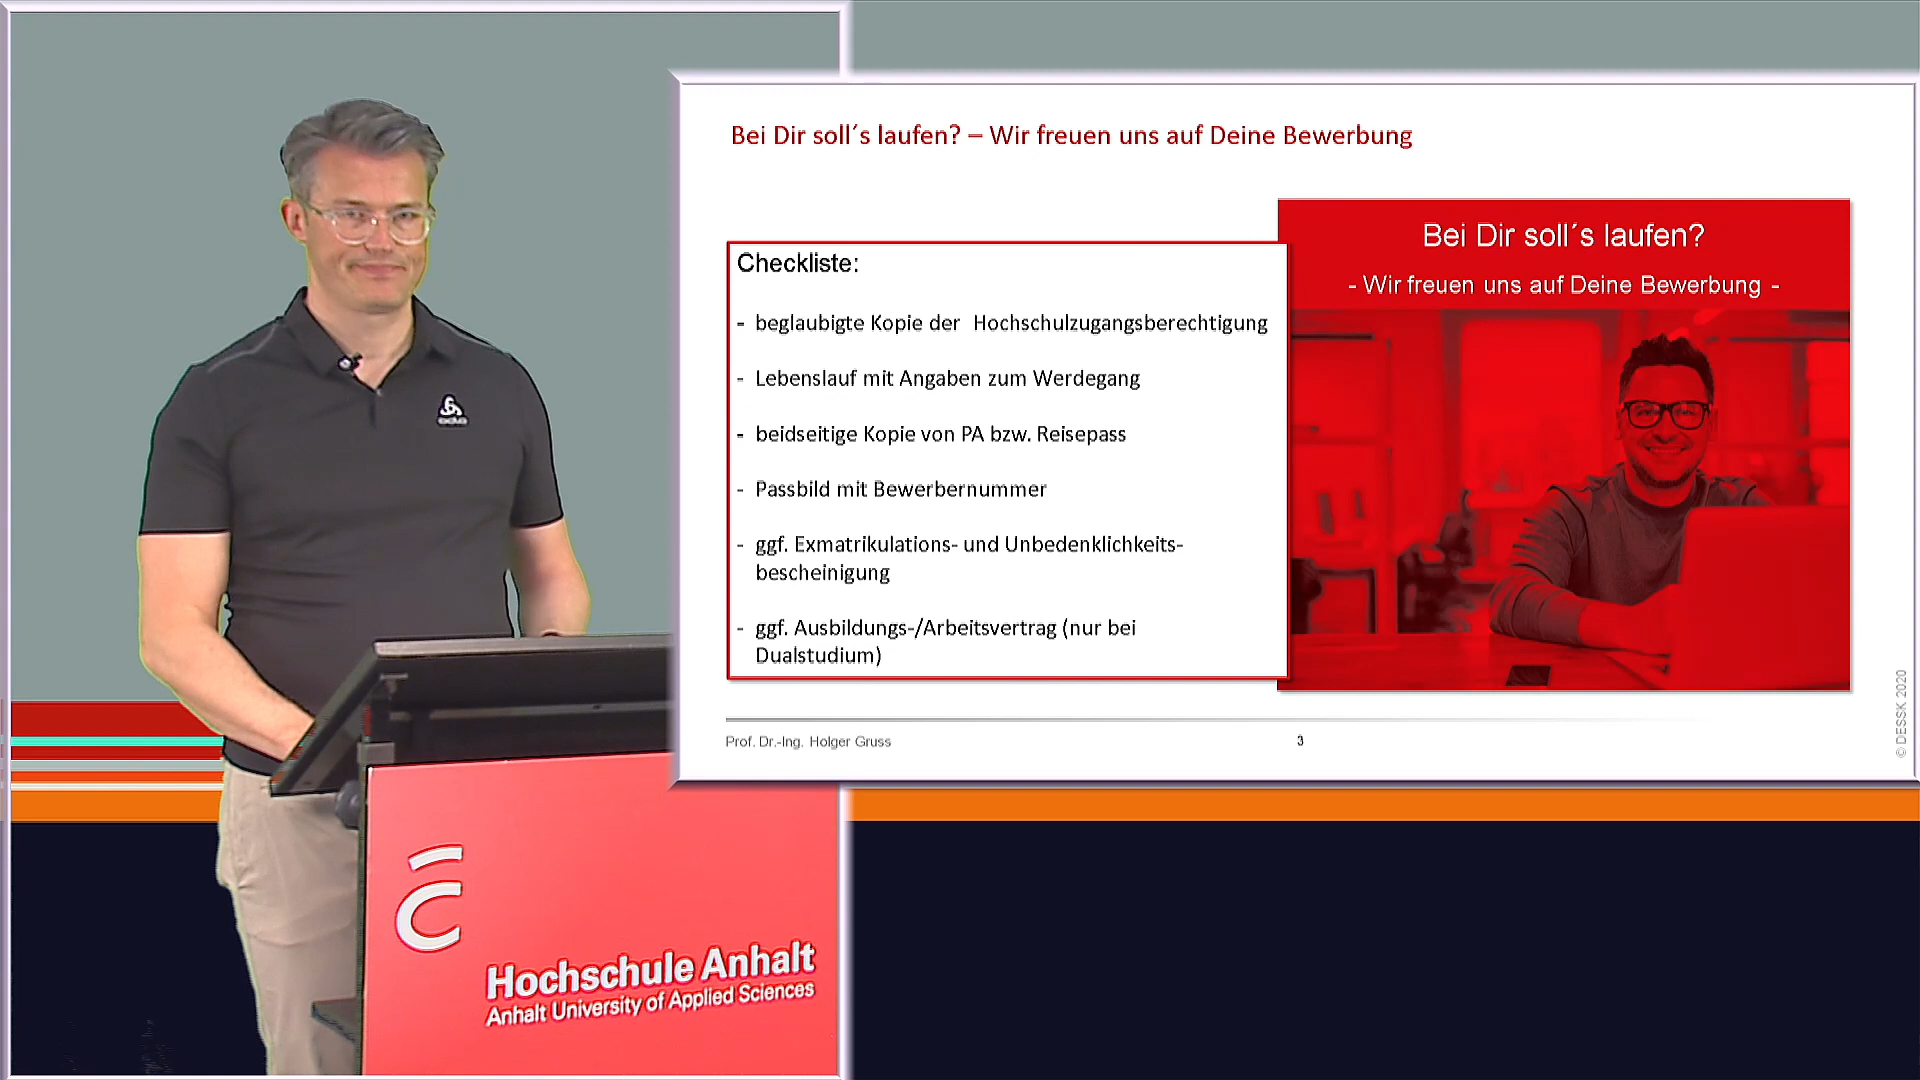 Bei Dir soll´s laufen? – Wir freuen uns auf Deine Bewerbung
Bei Dir soll´s laufen?
- Wir freuen uns auf Deine Bewerbung -
Checkliste:
- beglaubigte Kopie der Hochschulzugangsberechtigung
- Lebenslauf mit Angaben zum Werdegang
- beidseitige Kopie von PA bzw. Reisepass
- Passbild mit Bewerbernummer
- ggf. Exmatrikulations- und Unbedenklichkeits-
bescheinigung
- ggf. Ausbildungs-/Arbeitsvertrag (nur bei
Dualstudium)
Prof. Dr.-Ing. Holger Gruss
3
© DESSK 2020
odlo
Hochschule Anhalt
Anhalt University of Applied Sciences